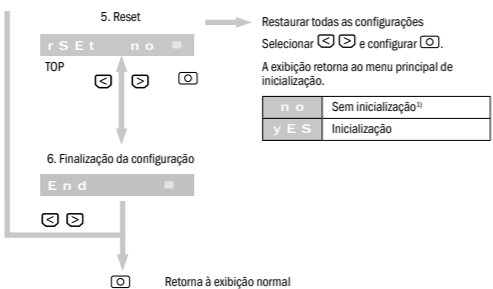 5. Reset
rSEt no
TOP
6. Finalização da configuração
End
Retorna à exibição normal
Restaurar todas as configurações
Selecionar < > e configurar O.
A exibição retorna ao menu principal de
inicialização.
no Sem inicialização¹⁾
yES Inicialização